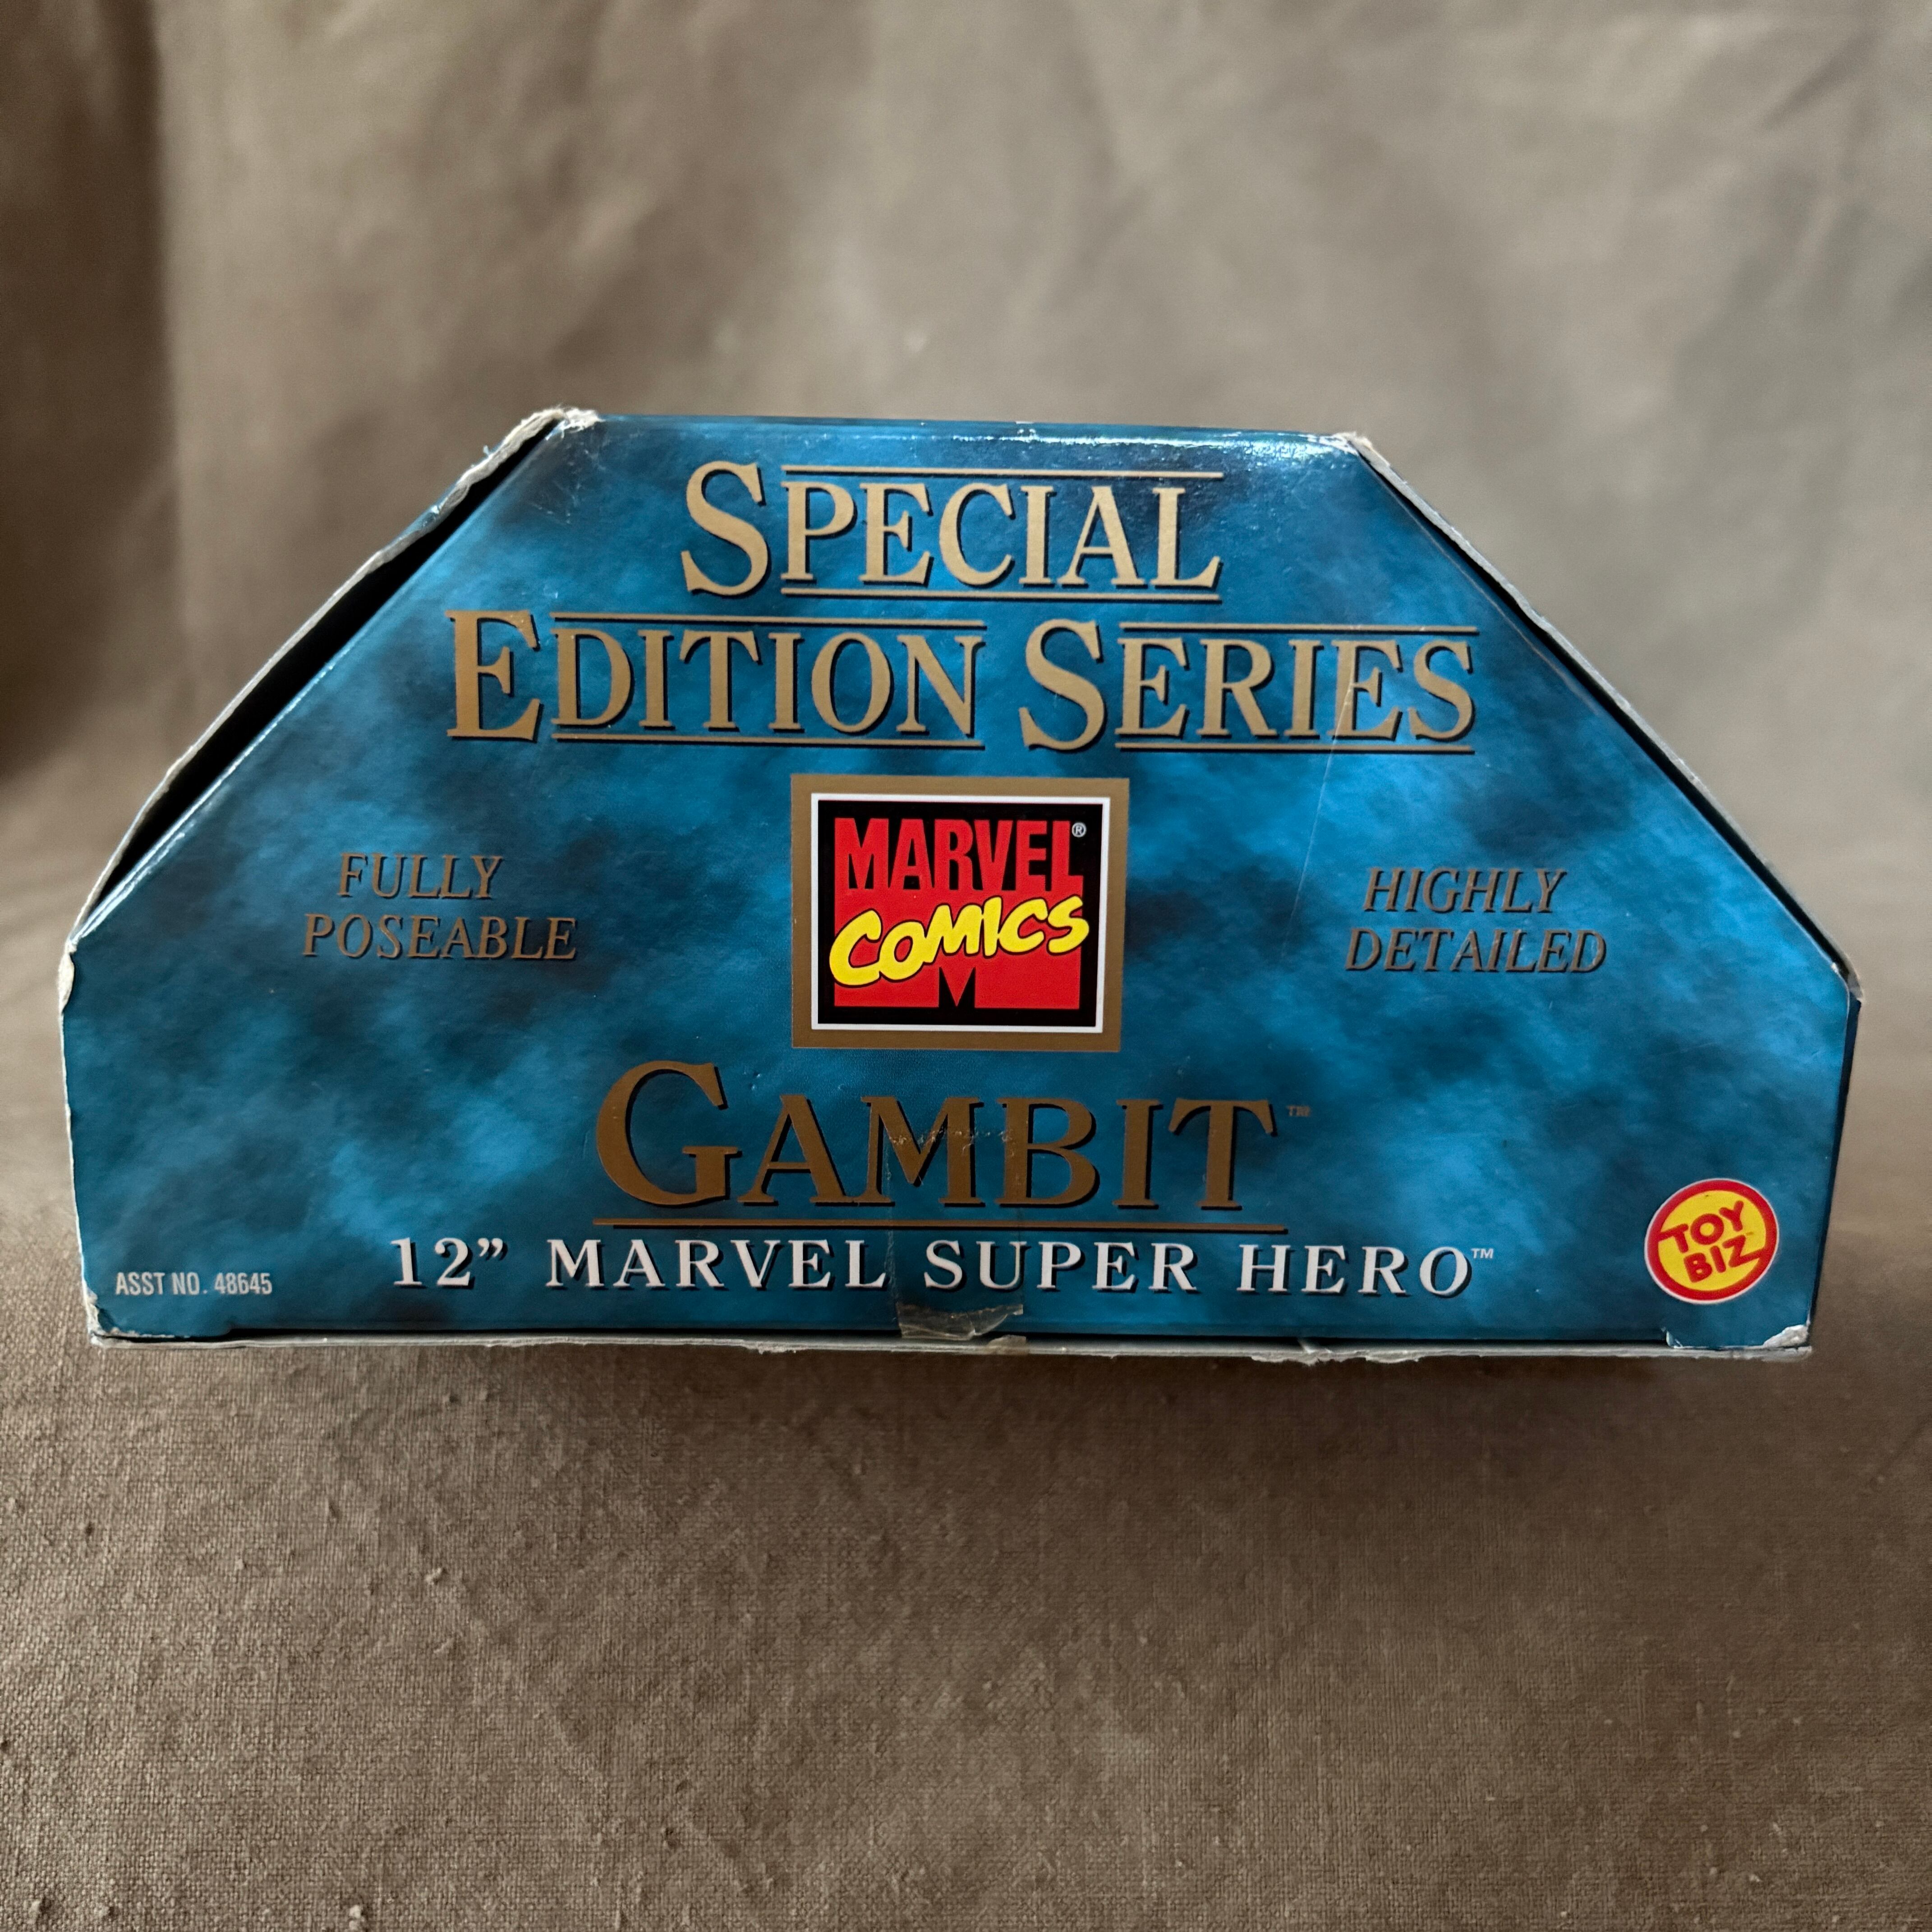 SPECIAL
EDITION SERIES
MARVEL®
COMICS
FULLY
POSEABLE
HIGHLY
DETAILED
GAMBIT™
12” MARVEL SUPER HERO™
ASST NO. 48645
TOY
BIZ